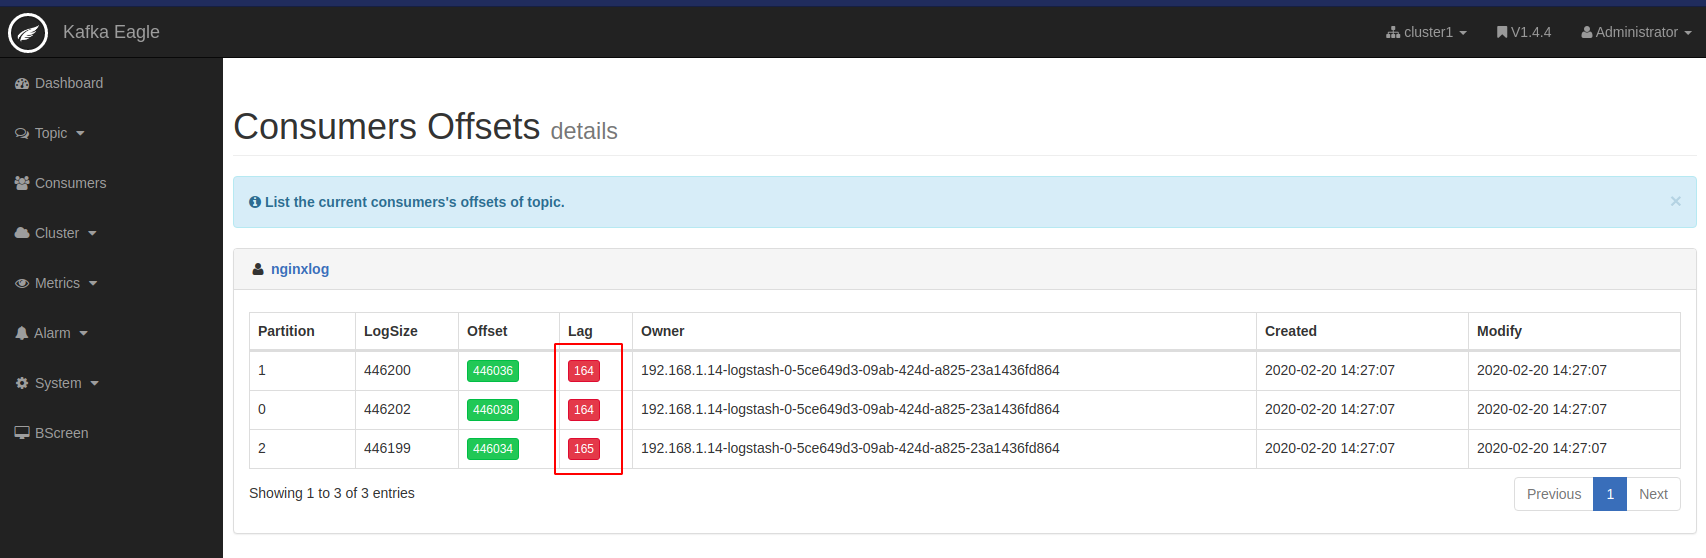 Kafka Eagle
cluster1
V1.4.4
Administrator
Dashboard
Topic
Consumers
Cluster
Metrics
Alarm
System
BScreen
Consumers Offsets details
List the current consumers's offsets of topic.
×
nginxlog
Partition LogSize Offset Lag Owner Created Modify
1 446200 446036 164 192.168.1.14-logstash-0-5ce649d3-09ab-424d-a825-23a1436fd864 2020-02-20 14:27:07 2020-02-20 14:27:07
0 446202 446038 164 192.168.1.14-logstash-0-5ce649d3-09ab-424d-a825-23a1436fd864 2020-02-20 14:27:07 2020-02-20 14:27:07
2 446199 446034 165 192.168.1.14-logstash-0-5ce649d3-09ab-424d-a825-23a1436fd864 2020-02-20 14:27:07 2020-02-20 14:27:07
Showing 1 to 3 of 3 entries
Previous 1 Next